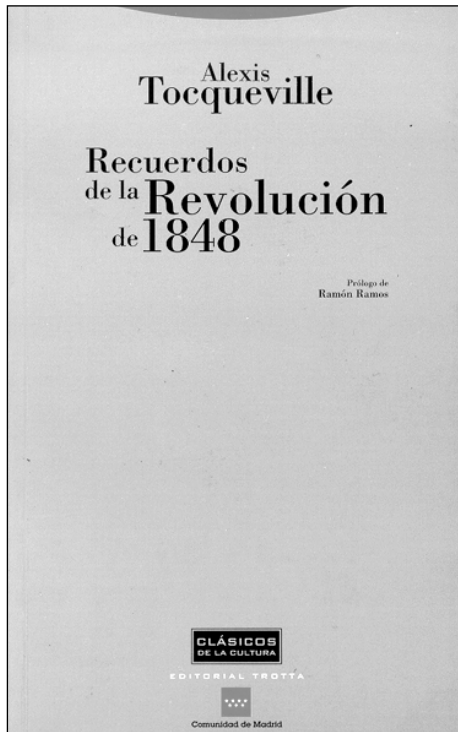 Alexis
Tocqueville
Recuerdos
de la Revolución
de 1848
Prólogo de
Ramón Ramos
CLÁSICOS
DE LA CULTURA
EDITORIAL TROTTA
Comunidad de Madrid